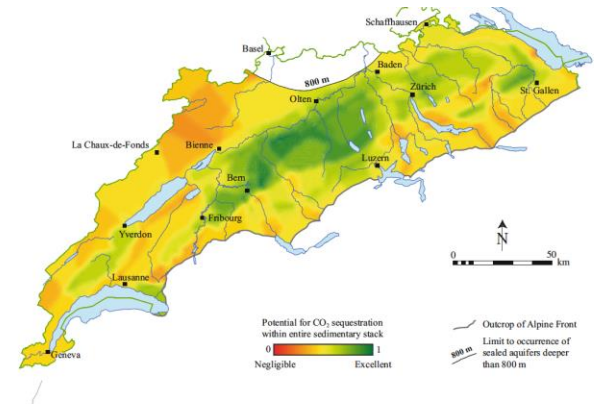 Schaffhausen
Basel
800 m
Baden
Olten
Zürich
St. Gallen
La Chaux-de-Fonds
Bienne
Luzern
Bern
Fribourg
Yverdon
Lausanne
Geneva
N
0 50
km
Potential for CO₂ sequestration
within entire sedimentary stack
0 1
Negligible Excellent
Outcrop of Alpine Front
800 m
Limit to occurrence of
sealed aquifers deeper
than 800 m